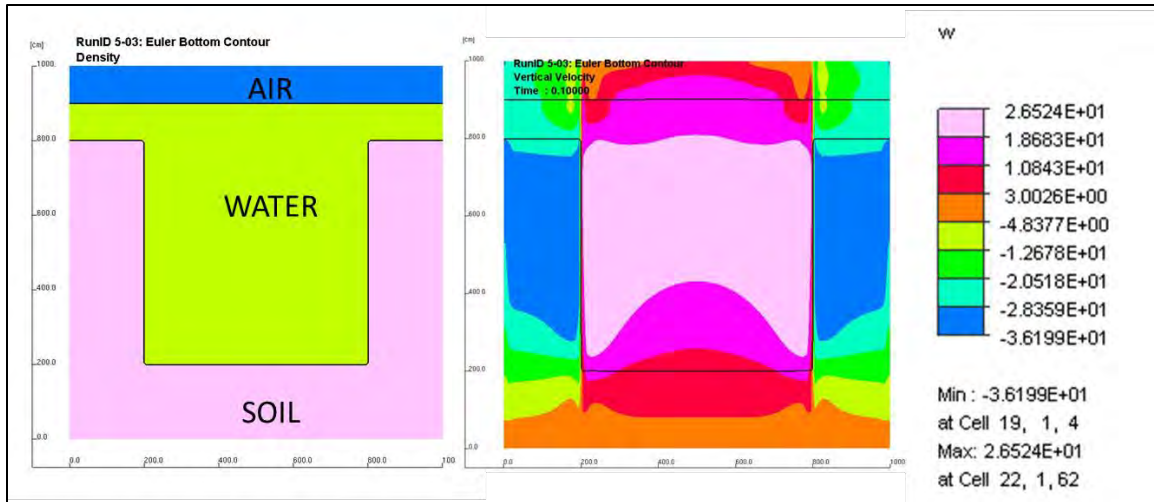 [cm]
RunID 5-03: Euler Bottom Contour
Density
1000.
800.0
600.0
400.0
200.0
0.0
0.0 200.0 400.0 600.0 800.0 100
AIR
WATER
SOIL
[cm]
RunID 5-03: Euler Bottom Contour
Vertical Velocity
Time : 0.10000
1000.
800.0
600.0
400.0
200.0
0.0
0.0 200.0 400.0 600.0 800.0 1000
W
2.6524E+01
1.8683E+01
1.0843E+01
3.0026E+00
-4.8377E+00
-1.2678E+01
-2.0518E+01
-2.8359E+01
-3.6199E+01
Min : -3.6199E+01
at Cell 19, 1, 4
Max: 2.6524E+01
at Cell 22, 1, 62